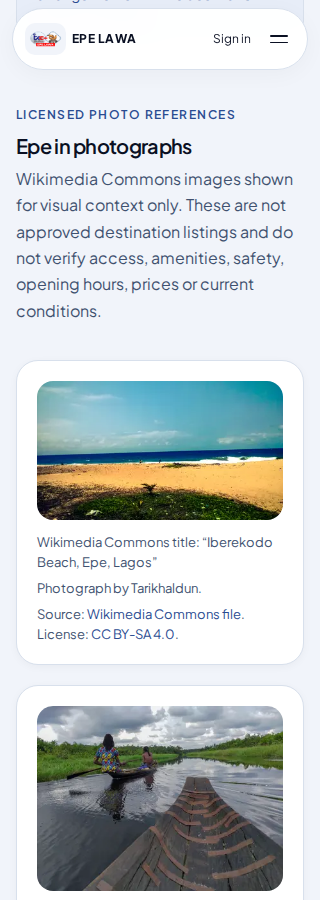 EPE LAWA
Sign in
LICENSED PHOTO REFERENCES
Epe in photographs
Wikimedia Commons images shown
for visual context only. These are not
approved destination listings and do
not verify access, amenities, safety,
opening hours, prices or current
conditions.
Wikimedia Commons title: “Iberekodo
Beach, Epe, Lagos”
Photograph by Tarikhaldun.
Source: Wikimedia Commons file.
License: CC BY-SA 4.0.